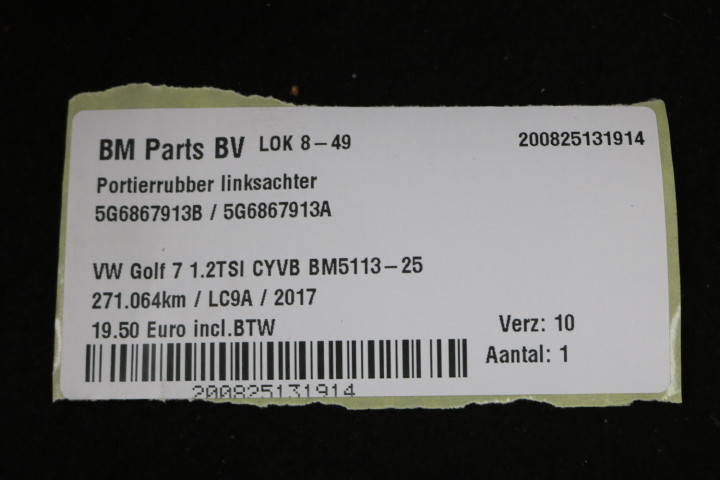 BM Parts BV LOK 8-49 200825131914
Portierrubber linksachter
5G6867913B / 5G6867913A
VW Golf 7 1.2TSI CYVB BM5113-25
271.064km / LC9A / 2017
19.50 Euro incl.BTW Verz: 10
Aantal: 1
200825131914